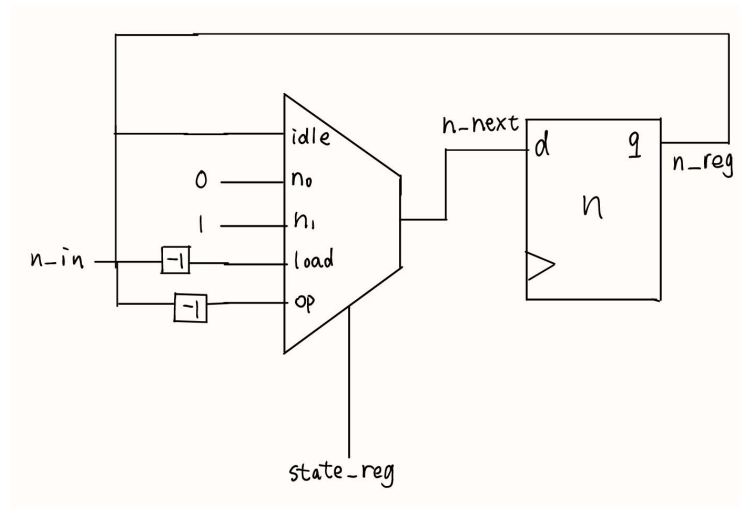 idle
n_next
d
q
0
n₀
n_reg
n
1
n₁
n_in
-1
load
-1
op
state_reg